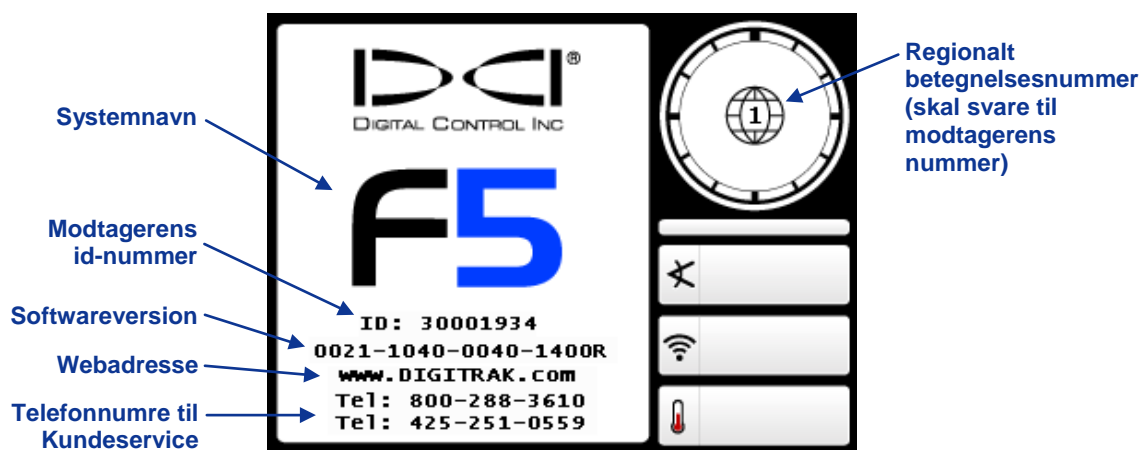 Systemnavn
Modtagerens
id-nummer
Softwareversion
Webadresse
Telefonnumre til
Kundeservice
DCI®
DIGITAL CONTROL INC
F5
ID: 30001934
0021-1040-0040-1400R
www.DIGITRAK.com
Tel: 800-288-3610
Tel: 425-251-0559
1
Regionalt
betegnelsesnummer
(skal svare til
modtagerens
nummer)